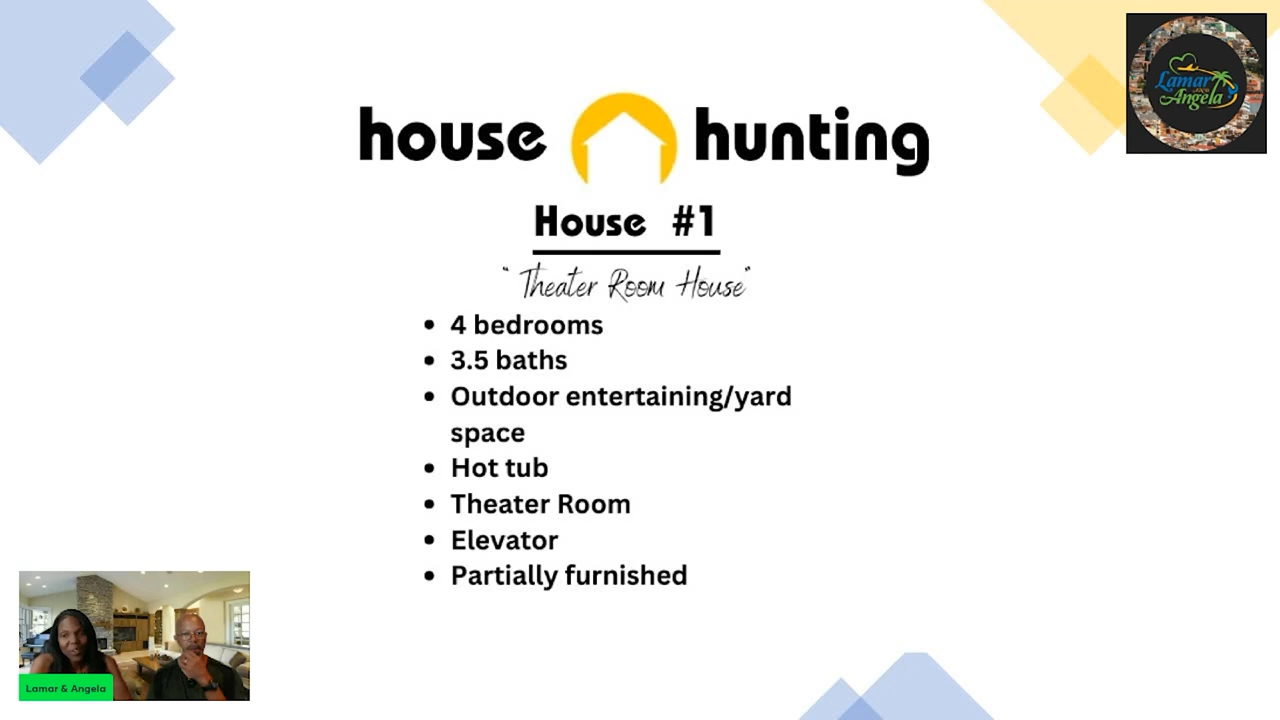 house hunting
House #1
"Theater Room House"
• 4 bedrooms
• 3.5 baths
• Outdoor entertaining/yard
space
• Hot tub
• Theater Room
• Elevator
• Partially furnished
Lamar
Angela
Lamar & Angela